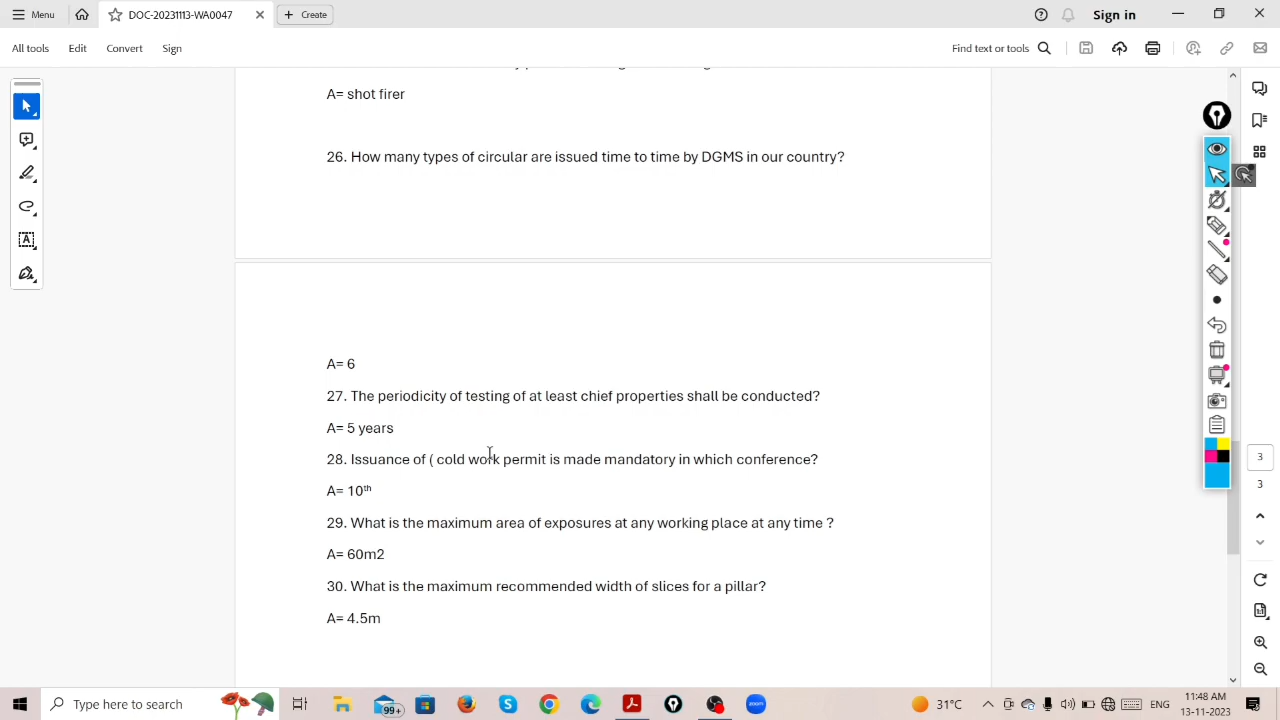 Menu
DOC-20231113-WA0047
Create
Sign in
All tools
Edit
Convert
Sign
Find text or tools
A= shot firer
26. How many types of circular are issued time to time by DGMS in our country?
A= 6
27. The periodicity of testing of at least chief properties shall be conducted?
A= 5 years
28. Issuance of ( cold work permit is made mandatory in which conference?
A= 10th
29. What is the maximum area of exposures at any working place at any time ?
A= 60m2
30. What is the maximum recommended width of slices for a pillar?
A= 4.5m
3
3
Type here to search
99+
zoom
31°C
ENG
11:48 AM
13-11-2023